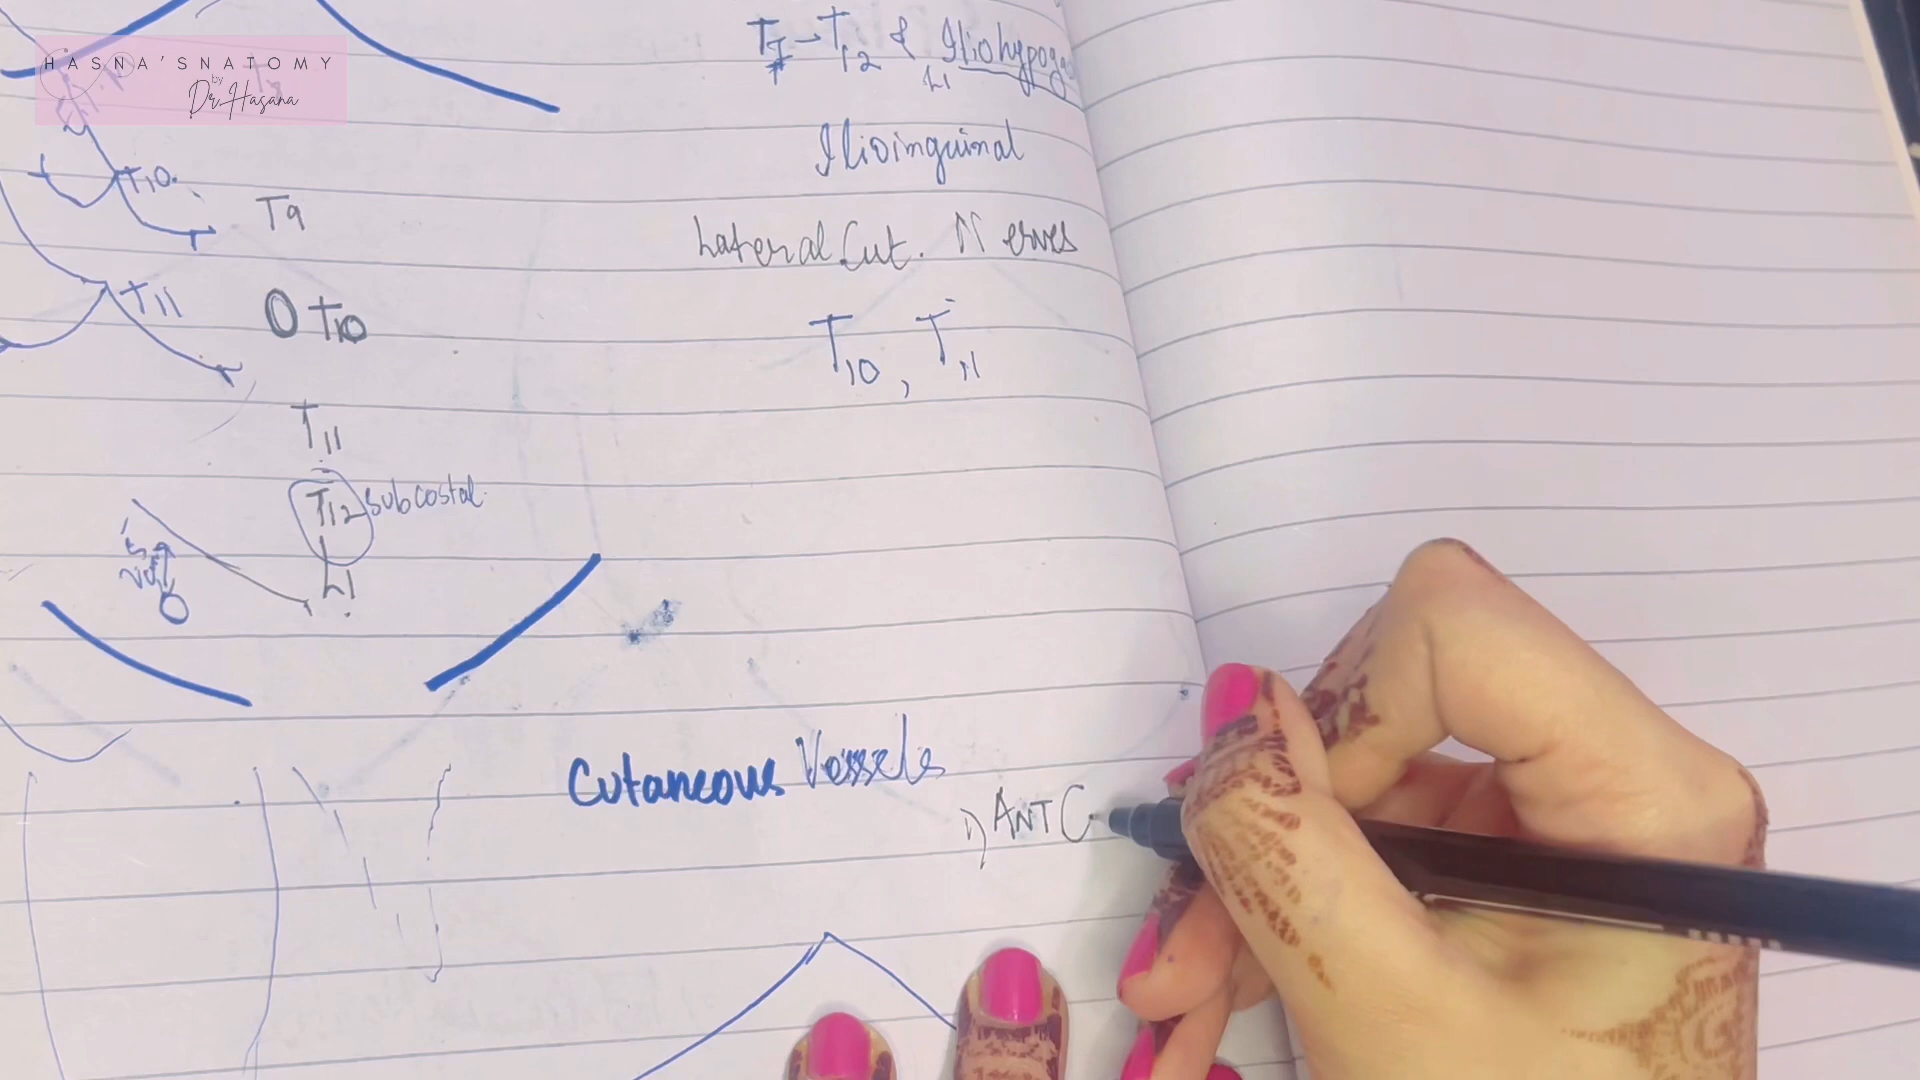 HASNA'SNATOMY
by
Dr.Hasana
T7 - T12 & Iliohypoga
L1
Ilioinguinal
T10.
T9
Lateral Cut. Nerves
T11
O T10
T10, T11
T11
T12 subcostal.
L1
Cutaneous Vessels
1) ANT C